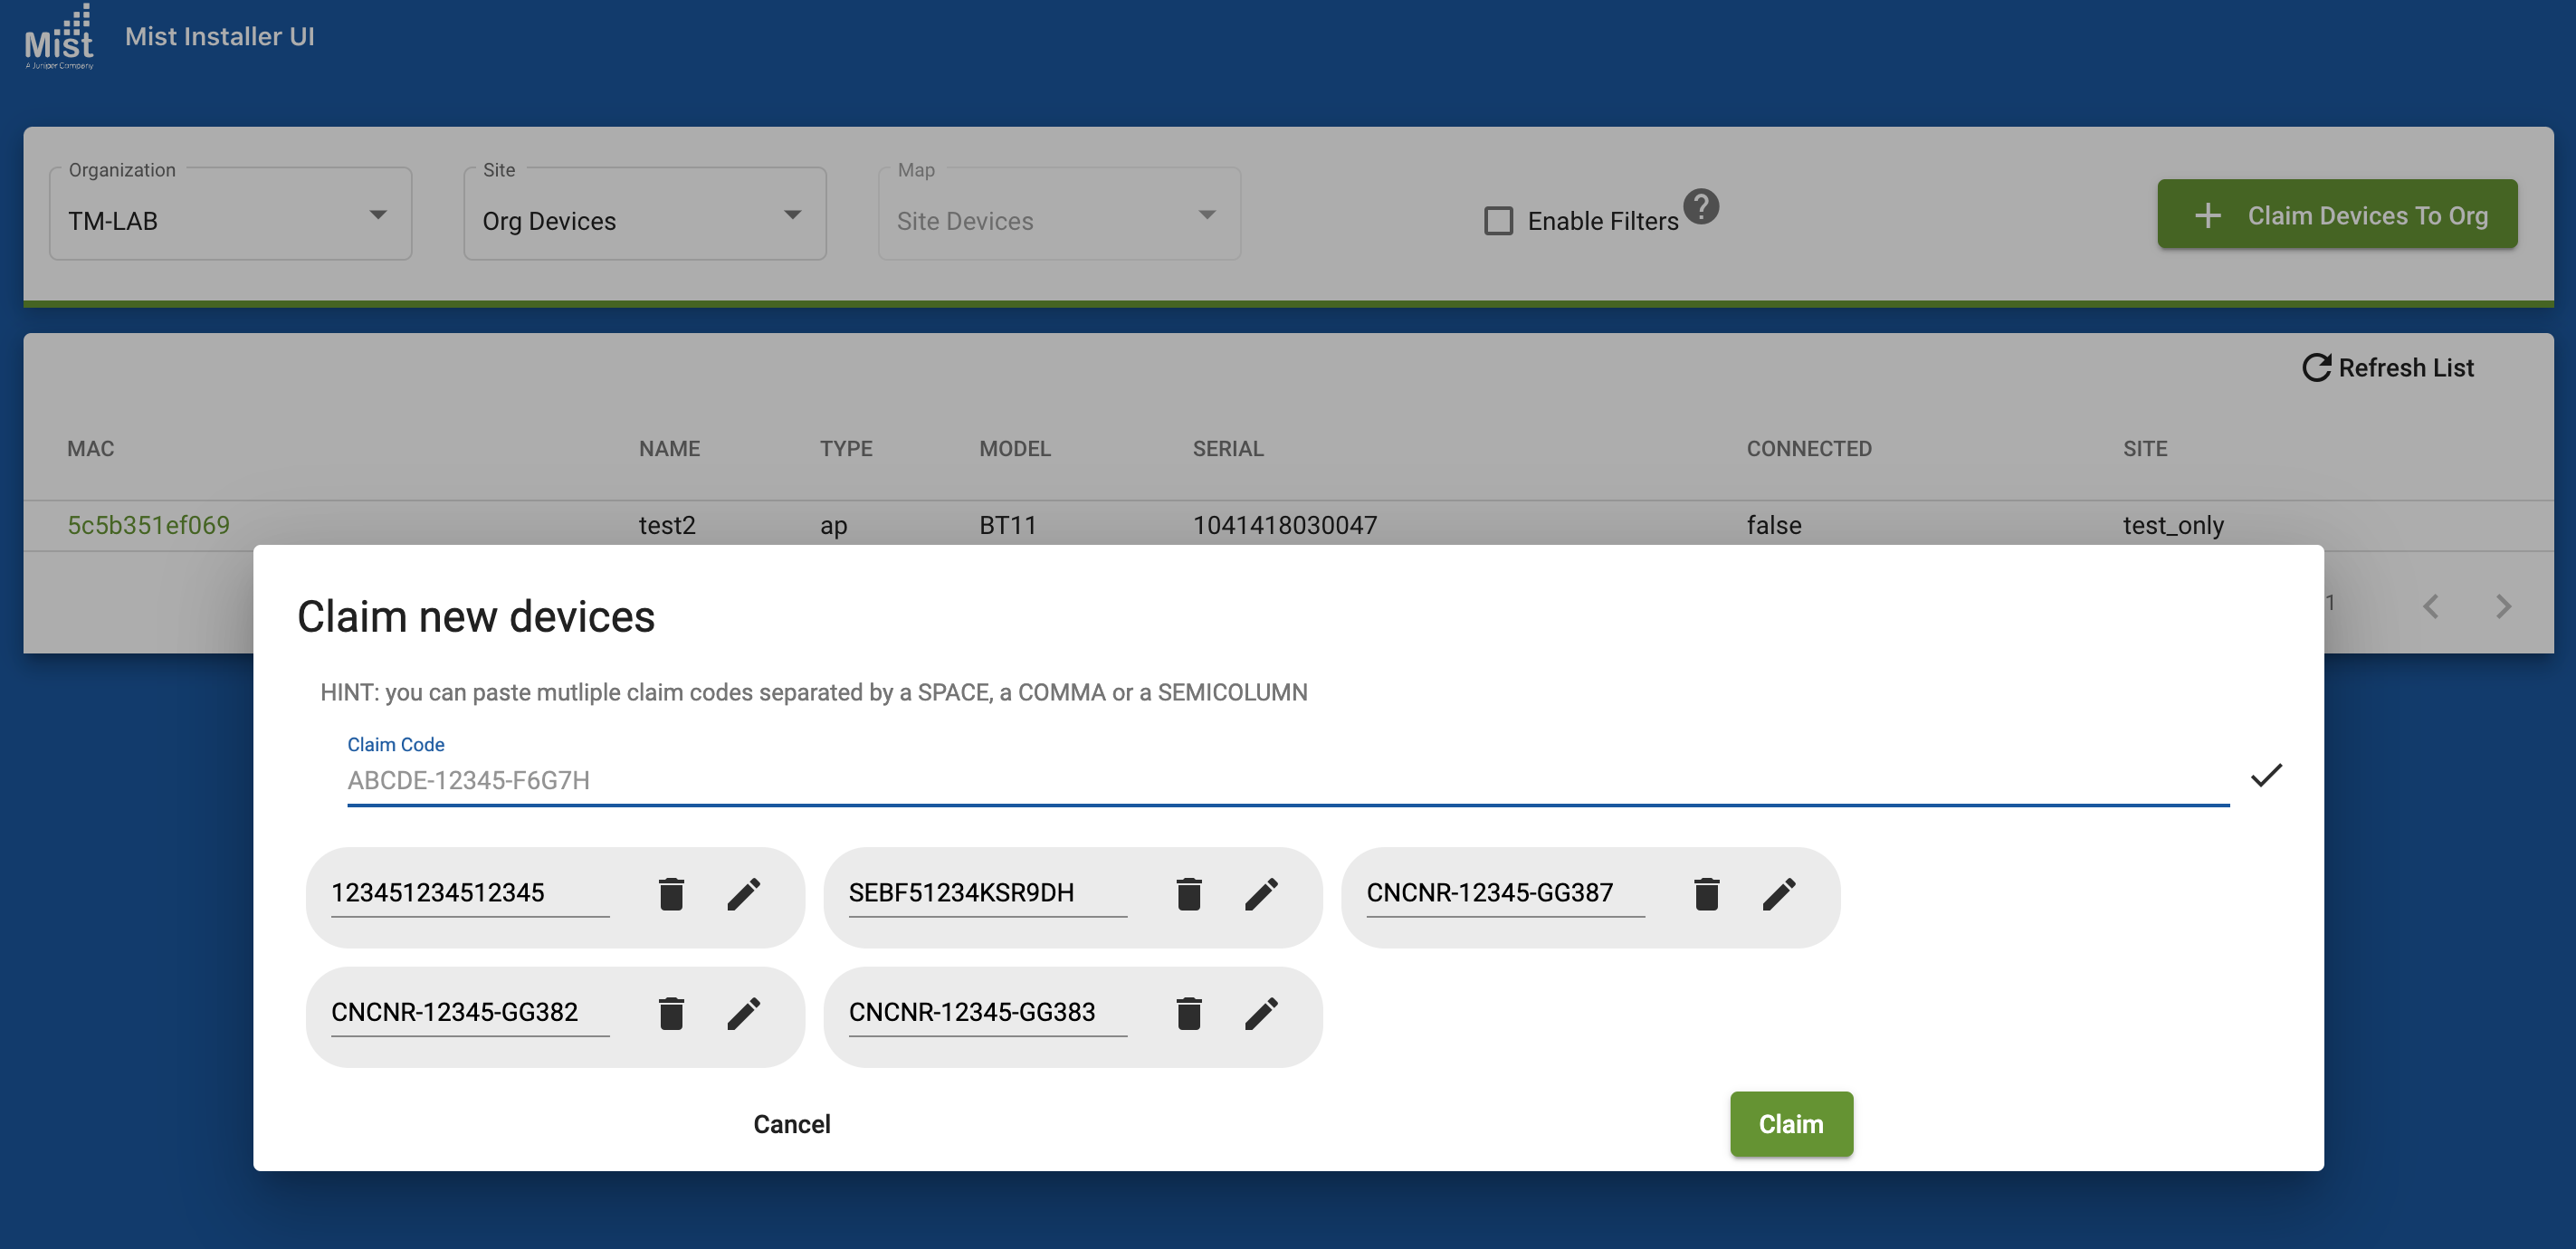 Mist
A Juniper Company
Mist Installer UI
Organization
TM-LAB
Site
Org Devices
Map
Site Devices
Enable Filters ?
+ Claim Devices To Org
Refresh List
MAC NAME TYPE MODEL SERIAL CONNECTED SITE
5c5b351ef069 test2 ap BT11 1041418030047 false test_only
1
Claim new devices
HINT: you can paste mutliple claim codes separated by a SPACE, a COMMA or a SEMICOLUMN
Claim Code
ABCDE-12345-F6G7H
123451234512345 SEBF51234KSR9DH CNCNR-12345-GG387
CNCNR-12345-GG382 CNCNR-12345-GG383
Cancel Claim